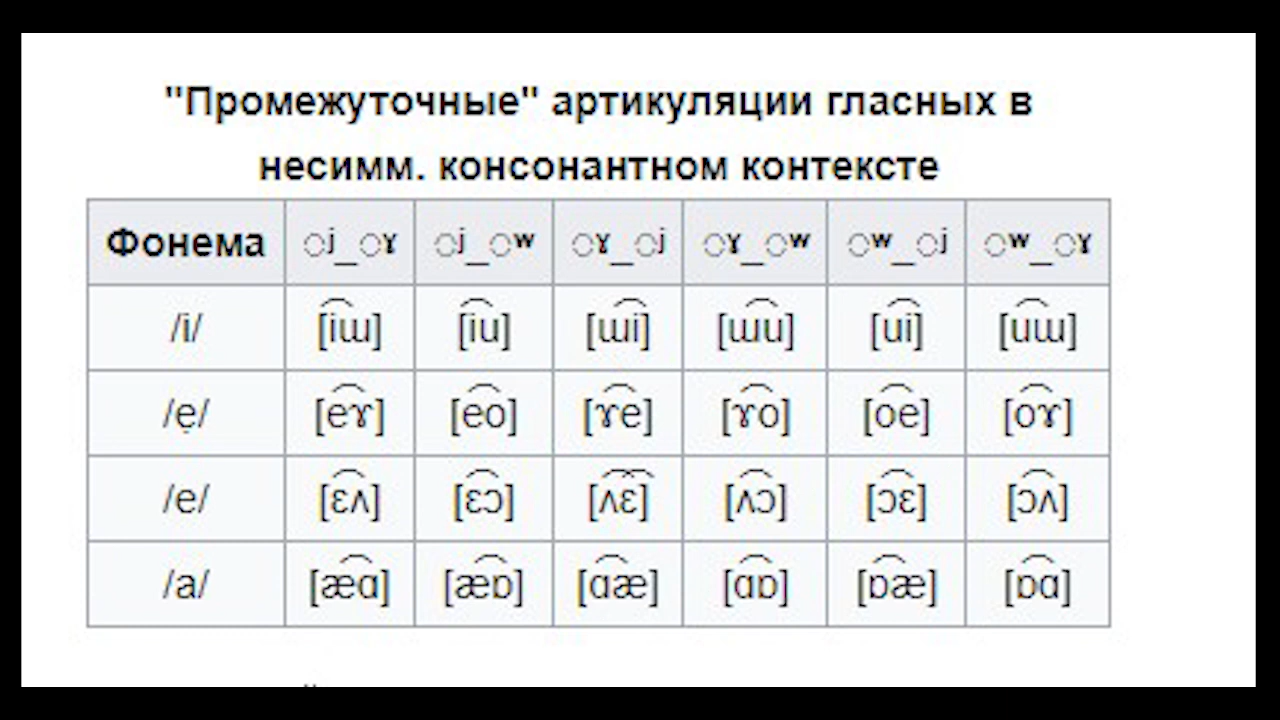 "Промежуточные" артикуляции гласных в
несимм. консонантном контексте
Фонема ◌ʲ_◌ˠ ◌ʲ_◌ʷ ◌ˠ_◌ʲ ◌ˠ_◌ʷ ◌ʷ_◌ʲ ◌ʷ_◌ˠ
/i/ [i͡ɯ] [i͡u] [ɯ͡i] [ɯ͡u] [u͡i] [u͡ɯ]
/ẹ/ [e͡ɤ] [e͡o] [ɤ͡e] [ɤ͡o] [o͡e] [o͡ɤ]
/e/ [ɛ͡ʌ] [ɛ͡ɔ] [ʌ͡ɛ͡] [ʌ͡ɔ] [ɔ͡ɛ] [ɔ͡ʌ]
/a/ [æ͡ɑ] [æ͡ɒ] [ɑ͡æ] [ɑ͡ɒ] [ɒ͡æ] [ɒ͡ɑ]